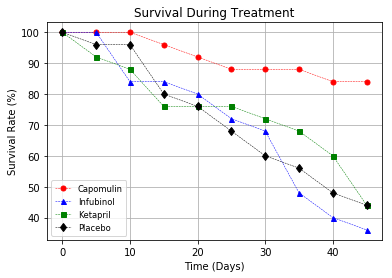 Survival During Treatment
Survival Rate (%)
100
90
80
70
60
50
40
Capomulin
Infubinol
Ketapril
Placebo
0
10
20
30
40
Time (Days)